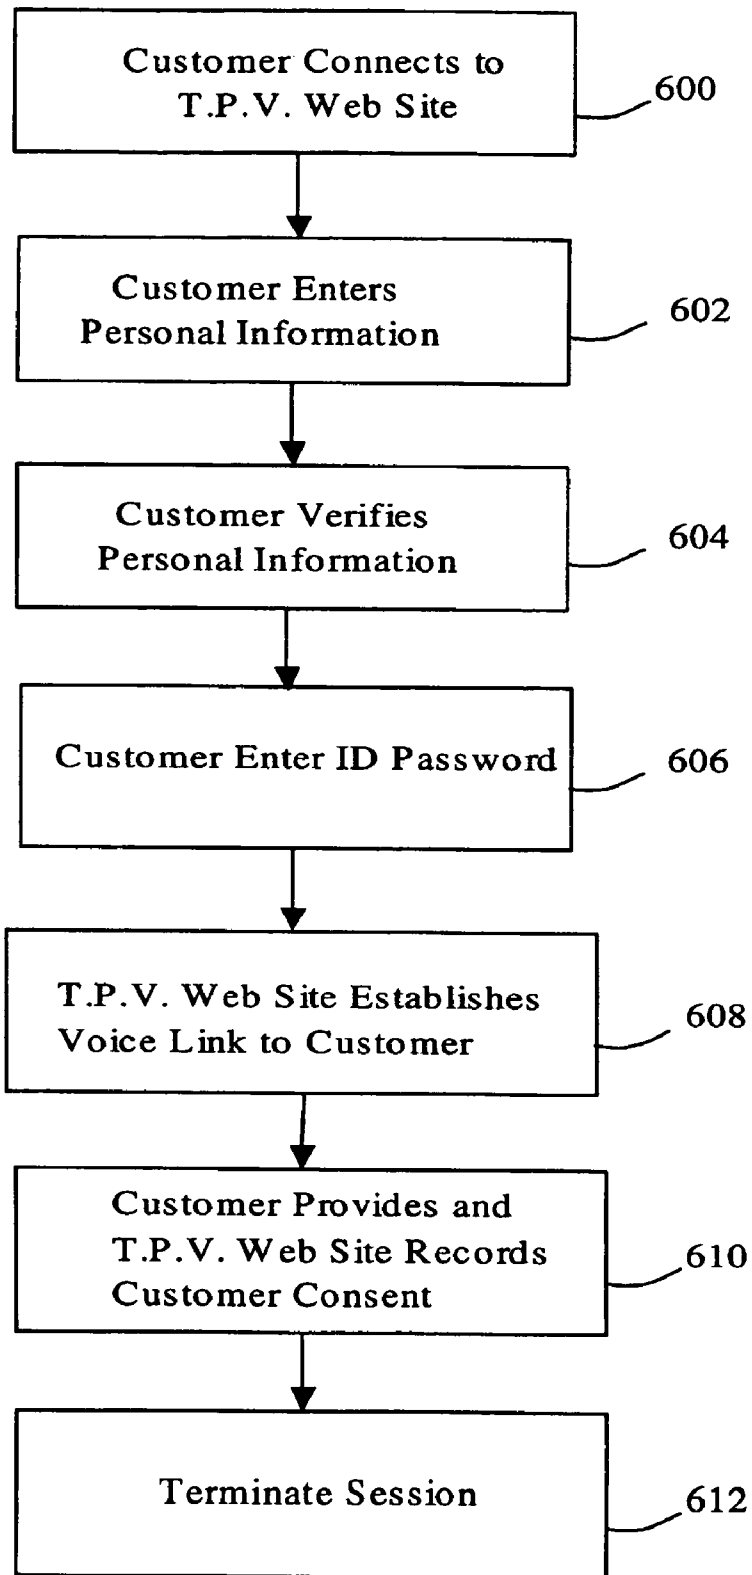 Customer Connects to
T.P.V. Web Site
600
Customer Enters
Personal Information
602
Customer Verifies
Personal Information
604
Customer Enter ID Password
606
T.P.V. Web Site Establishes
Voice Link to Customer
608
Customer Provides and
T.P.V. Web Site Records
Customer Consent
610
Terminate Session
612